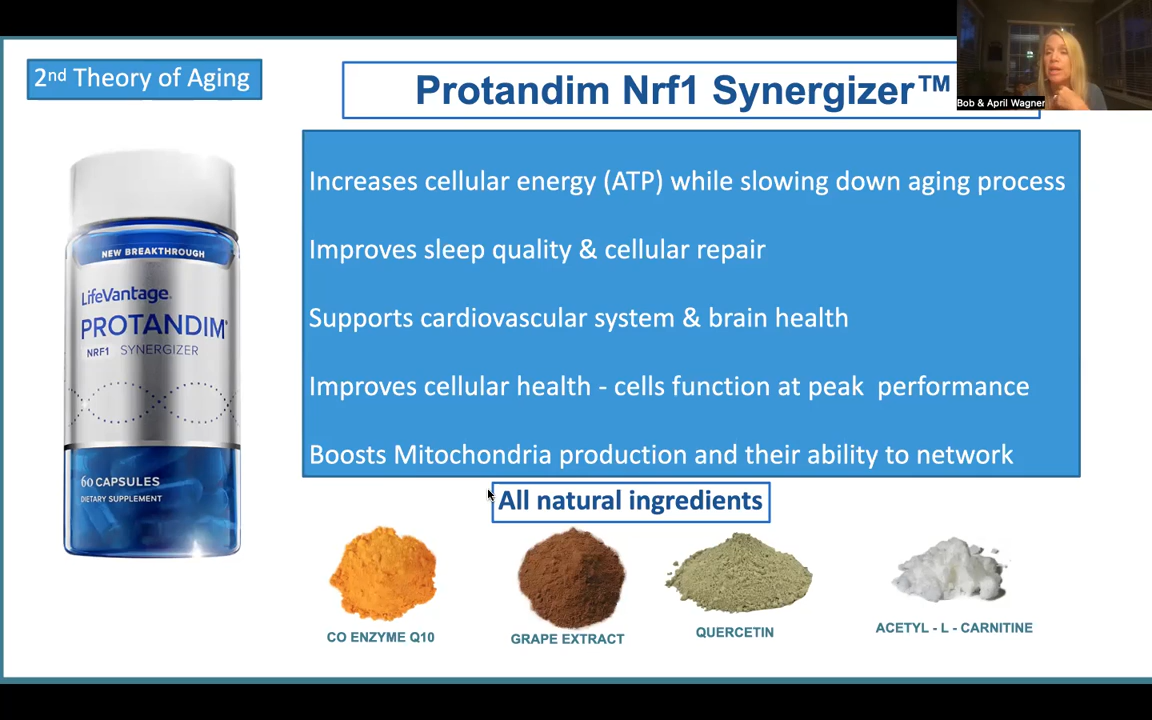 2nd Theory of Aging
Protandim Nrf1 Synergizer™
Bob & April Wagner
Increases cellular energy (ATP) while slowing down aging process
Improves sleep quality & cellular repair
Supports cardiovascular system & brain health
Improves cellular health - cells function at peak  performance
Boosts Mitochondria production and their ability to network
NEW BREAKTHROUGH
LifeVantage®
PROTANDIM®
NRF1 SYNERGIZER
60 CAPSULES
DIETARY SUPPLEMENT
All natural ingredients
CO ENZYME Q10
GRAPE EXTRACT
QUERCETIN
ACETYL - L - CARNITINE